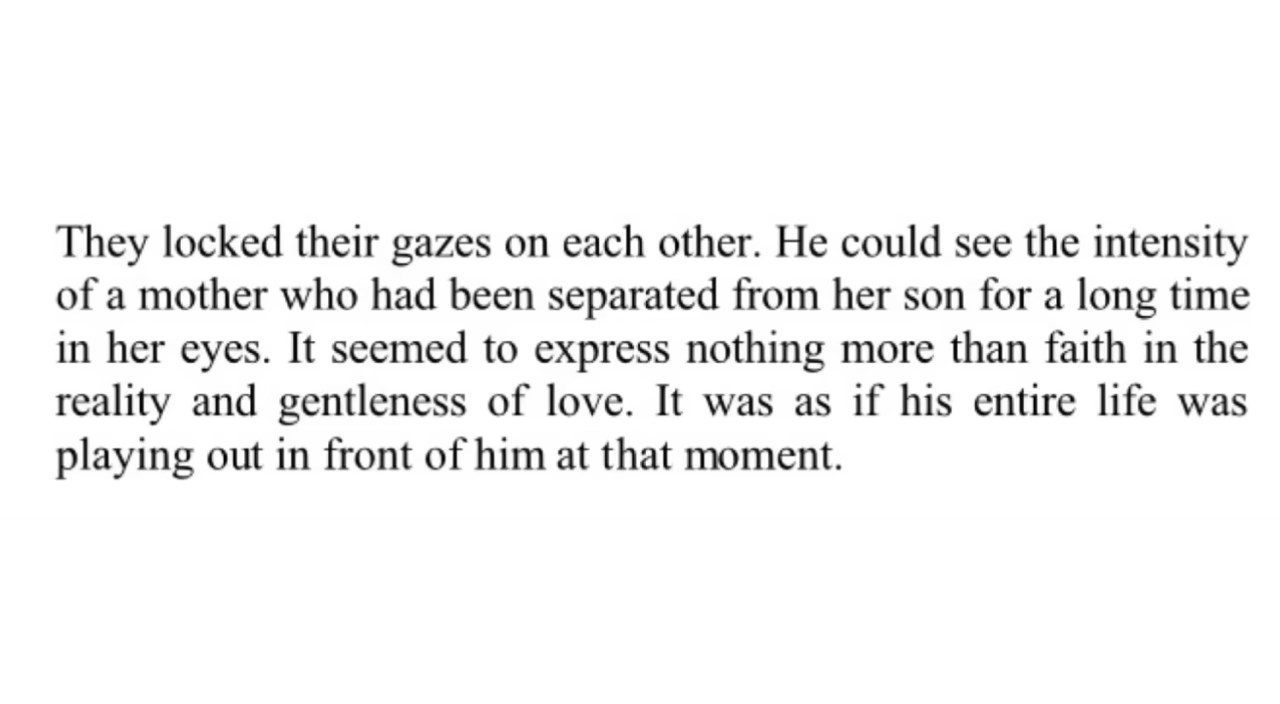 They locked their gazes on each other. He could see the intensity
of a mother who had been separated from her son for a long time
in her eyes. It seemed to express nothing more than faith in the
reality and gentleness of love. It was as if his entire life was
playing out in front of him at that moment.